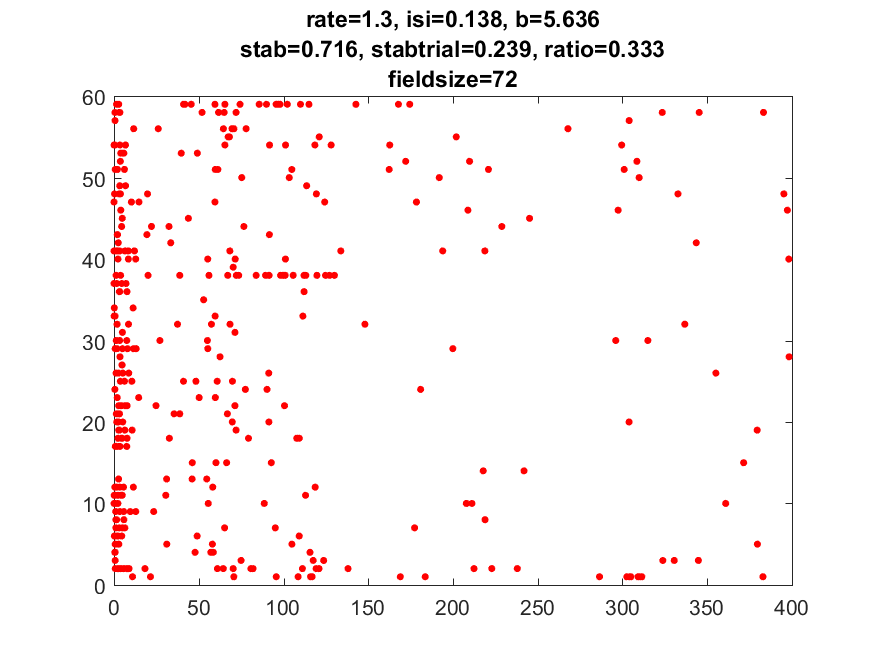 rate=1.3, isi=0.138, b=5.636
stab=0.716, stabtrial=0.239, ratio=0.333
fieldsize=72
60
50
40
30
20
10
0
0 50 100 150 200 250 300 350 400